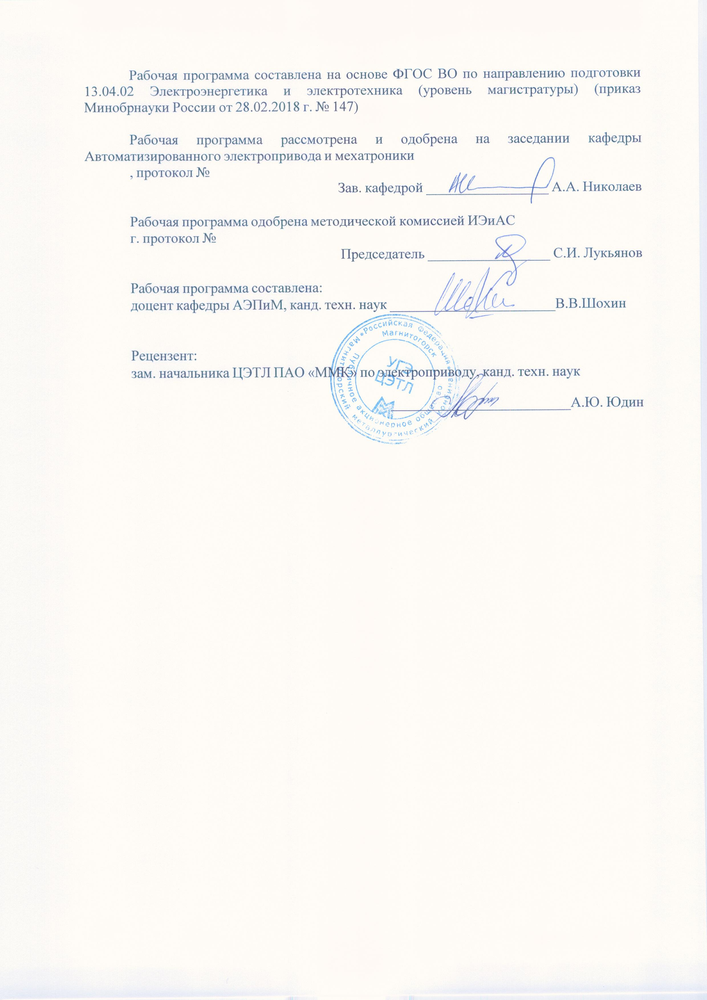 Рабочая программа составлена на основе ФГОС ВО по направлению подготовки
13.04.02 Электроэнергетика и электротехника (уровень магистратуры) (приказ
Минобрнауки России от 28.02.2018 г. № 147)
Рабочая программа рассмотрена и одобрена на заседании кафедры
Автоматизированного электропривода и мехатроники
, протокол №
Зав. кафедрой ____________________ А.А. Николаев
Рабочая программа одобрена методической комиссией ИЭиАС
г. протокол №
Председатель ____________________ С.И. Лукьянов
Рабочая программа составлена:
доцент кафедры АЭПиМ, канд. техн. наук ___________________________В.В.Шохин
Рецензент:
зам. начальника ЦЭТЛ ПАО «ММК» по электроприводу, канд. техн. наук
_____________________________А.Ю. Юдин
*Российская Федерация*
Магнитогорский металлургический комбинат
Магнитогорск
Публичное акционерное общество
УГЭ
ЦЭТЛ